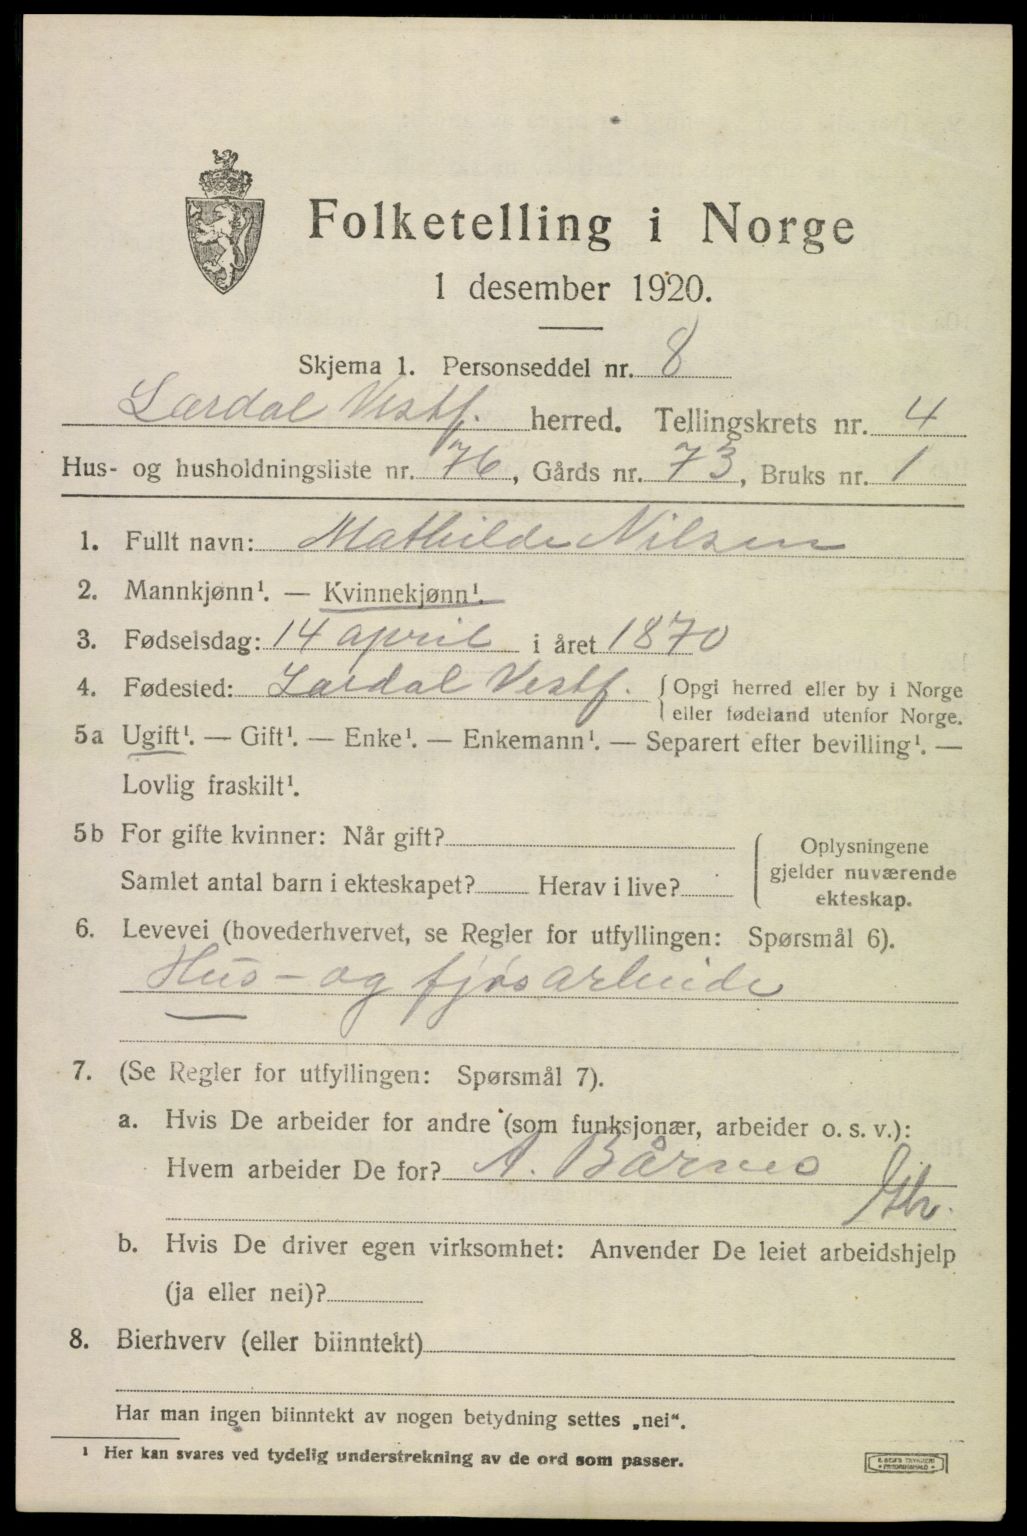 Folketelling i Norge
1 desember 1920.
Skjema 1. Personseddel nr. 8
Lardal Vestf. herred. Tellingskrets nr. 4
Hus- og husholdningsliste nr. 76, Gårds nr. 73, Bruks nr. 1
1. Fullt navn: Mathilde Nilsen
2. Mannkjønn¹. — Kvinnekjønn¹.
3. Fødselsdag: 14 april i året 1870
4. Fødested: Lardal Vestf. { Opgi herred eller by i Norge
eller fødeland utenfor Norge.
5a Ugift¹. — Gift¹. — Enke¹. — Enkemann¹. — Separert efter bevilling¹. —
Lovlig fraskilt¹.
5b For gifte kvinner: Når gift?
Samlet antal barn i ekteskapet? Herav i live?
{ Oplysningene
gjelder nuværende
ekteskap.
6. Levevei (hovederhvervet, se Regler for utfyllingen: Spørsmål 6).
Hus- og fjøsarbeide
7. (Se Regler for utfyllingen: Spørsmål 7).
a. Hvis De arbeider for andre (som funksjonær, arbeider o. s. v.):
Hvem arbeider De for? A. Bårnes
b. Hvis De driver egen virksomhet: Anvender De leiet arbeidshjelp
(ja eller nei)?
8. Bierhverv (eller biinntekt)
Har man ingen biinntekt av nogen betydning settes „nei“.
¹ Her kan svares ved tydelig understrekning av de ord som passer.